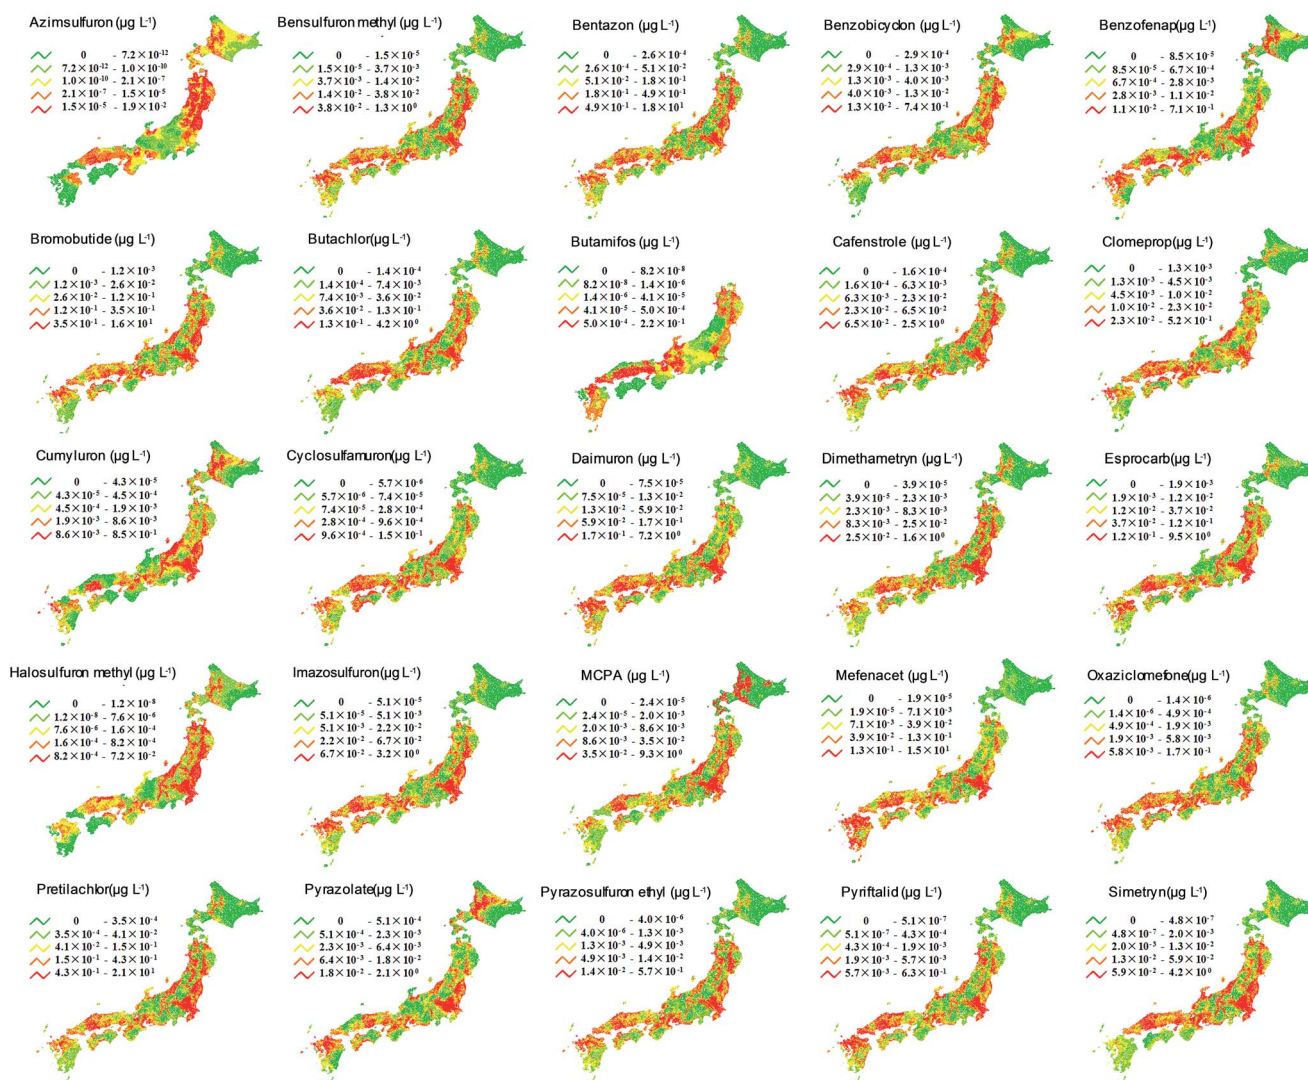 Azimsulfuron (µg L⁻¹)
0 - 7.2×10⁻¹²
7.2×10⁻¹² - 1.0×10⁻¹⁰
1.0×10⁻¹⁰ - 2.1×10⁻⁷
2.1×10⁻⁷ - 1.5×10⁻⁵
1.5×10⁻⁵ - 1.9×10⁻²
Bensulfuron methyl (µg L⁻¹)
0 - 1.5×10⁻⁵
1.5×10⁻⁵ - 3.7×10⁻³
3.7×10⁻³ - 1.4×10⁻²
1.4×10⁻² - 3.8×10⁻²
3.8×10⁻² - 1.3×10⁰
Bentazon (µg L⁻¹)
0 - 2.6×10⁻⁴
2.6×10⁻⁴ - 5.1×10⁻²
5.1×10⁻² - 1.8×10⁻¹
1.8×10⁻¹ - 4.9×10⁻¹
4.9×10⁻¹ - 1.8×10¹
Benzobicyclon (µg L⁻¹)
0 - 2.9×10⁻⁴
2.9×10⁻⁴ - 1.3×10⁻³
1.3×10⁻³ - 4.0×10⁻³
4.0×10⁻³ - 1.3×10⁻²
1.3×10⁻² - 7.4×10⁻¹
Benzofenap(µg L⁻¹)
0 - 8.5×10⁻⁵
8.5×10⁻⁵ - 6.7×10⁻⁴
6.7×10⁻⁴ - 2.8×10⁻³
2.8×10⁻³ - 1.1×10⁻²
1.1×10⁻² - 7.1×10⁻¹
Bromobutide (µg L⁻¹)
0 - 1.2×10⁻³
1.2×10⁻³ - 2.6×10⁻²
2.6×10⁻² - 1.2×10⁻¹
1.2×10⁻¹ - 3.5×10⁻¹
3.5×10⁻¹ - 1.6×10¹
Butachlor(µg L⁻¹)
0 - 1.4×10⁻⁴
1.4×10⁻⁴ - 7.4×10⁻³
7.4×10⁻³ - 3.6×10⁻²
3.6×10⁻² - 1.3×10⁻¹
1.3×10⁻¹ - 4.2×10⁰
Butamifos (µg L⁻¹)
0 - 8.2×10⁻⁸
8.2×10⁻⁸ - 1.4×10⁻⁶
1.4×10⁻⁶ - 4.1×10⁻⁵
4.1×10⁻⁵ - 5.0×10⁻⁴
5.0×10⁻⁴ - 2.2×10⁻¹
Cafenstrole (µg L⁻¹)
0 - 1.6×10⁻⁴
1.6×10⁻⁴ - 6.3×10⁻³
6.3×10⁻³ - 2.3×10⁻²
2.3×10⁻² - 6.5×10⁻²
6.5×10⁻² - 2.5×10⁰
Clomeprop(µg L⁻¹)
0 - 1.3×10⁻³
1.3×10⁻³ - 4.5×10⁻³
4.5×10⁻³ - 1.0×10⁻²
1.0×10⁻² - 2.3×10⁻²
2.3×10⁻² - 5.2×10⁻¹
Cumyluron (µg L⁻¹)
0 - 4.3×10⁻⁵
4.3×10⁻⁵ - 4.5×10⁻⁴
4.5×10⁻⁴ - 1.9×10⁻³
1.9×10⁻³ - 8.6×10⁻³
8.6×10⁻³ - 8.5×10⁻¹
Cyclosulfamuron(µg L⁻¹)
0 - 5.7×10⁻⁶
5.7×10⁻⁶ - 7.4×10⁻⁵
7.4×10⁻⁵ - 2.8×10⁻⁴
2.8×10⁻⁴ - 9.6×10⁻⁴
9.6×10⁻⁴ - 1.5×10⁻¹
Daimuron (µg L⁻¹)
0 - 7.5×10⁻⁵
7.5×10⁻⁵ - 1.3×10⁻²
1.3×10⁻² - 5.9×10⁻²
5.9×10⁻² - 1.7×10⁻¹
1.7×10⁻¹ - 7.2×10⁰
Dimethametryn (µg L⁻¹)
0 - 3.9×10⁻⁵
3.9×10⁻⁵ - 2.3×10⁻³
2.3×10⁻³ - 8.3×10⁻³
8.3×10⁻³ - 2.5×10⁻²
2.5×10⁻² - 1.6×10⁰
Esprocarb(µg L⁻¹)
0 - 1.9×10⁻³
1.9×10⁻³ - 1.2×10⁻²
1.2×10⁻² - 3.7×10⁻²
3.7×10⁻² - 1.2×10⁻¹
1.2×10⁻¹ - 9.5×10⁰
Halosulfuron methyl (µg L⁻¹)
0 - 1.2×10⁻⁸
1.2×10⁻⁸ - 7.6×10⁻⁶
7.6×10⁻⁶ - 1.6×10⁻⁴
1.6×10⁻⁴ - 8.2×10⁻⁴
8.2×10⁻⁴ - 7.2×10⁻²
Imazosulfuron(µg L⁻¹)
0 - 5.1×10⁻⁵
5.1×10⁻⁵ - 5.1×10⁻³
5.1×10⁻³ - 2.2×10⁻²
2.2×10⁻² - 6.7×10⁻²
6.7×10⁻² - 3.2×10⁰
MCPA (µg L⁻¹)
0 - 2.4×10⁻⁵
2.4×10⁻⁵ - 2.0×10⁻³
2.0×10⁻³ - 8.6×10⁻³
8.6×10⁻³ - 3.5×10⁻²
3.5×10⁻² - 9.3×10⁰
Mefenacet (µg L⁻¹)
0 - 1.9×10⁻⁵
1.9×10⁻⁵ - 7.1×10⁻³
7.1×10⁻³ - 3.9×10⁻²
3.9×10⁻² - 1.3×10⁻¹
1.3×10⁻¹ - 1.5×10¹
Oxaziclomefone(µg L⁻¹)
0 - 1.4×10⁻⁶
1.4×10⁻⁶ - 4.9×10⁻⁴
4.9×10⁻⁴ - 1.9×10⁻³
1.9×10⁻³ - 5.8×10⁻³
5.8×10⁻³ - 1.7×10⁻¹
Pretilachlor(µg L⁻¹)
0 - 3.5×10⁻⁴
3.5×10⁻⁴ - 4.1×10⁻²
4.1×10⁻² - 1.5×10⁻¹
1.5×10⁻¹ - 4.3×10⁻¹
4.3×10⁻¹ - 2.1×10¹
Pyrazolate(µg L⁻¹)
0 - 5.1×10⁻⁴
5.1×10⁻⁴ - 2.3×10⁻³
2.3×10⁻³ - 6.4×10⁻³
6.4×10⁻³ - 1.8×10⁻²
1.8×10⁻² - 2.1×10⁰
Pyrazosulfuron ethyl (µg L⁻¹)
0 - 4.0×10⁻⁶
4.0×10⁻⁶ - 1.3×10⁻³
1.3×10⁻³ - 4.9×10⁻³
4.9×10⁻³ - 1.4×10⁻²
1.4×10⁻² - 5.7×10⁻¹
Pyriftalid (µg L⁻¹)
0 - 5.1×10⁻⁷
5.1×10⁻⁷ - 4.3×10⁻⁴
4.3×10⁻⁴ - 1.9×10⁻³
1.9×10⁻³ - 5.7×10⁻³
5.7×10⁻³ - 6.3×10⁻¹
Simetryn(µg L⁻¹)
0 - 4.8×10⁻⁷
4.8×10⁻⁷ - 2.0×10⁻³
2.0×10⁻³ - 1.3×10⁻²
1.3×10⁻² - 5.9×10⁻²
5.9×10⁻² - 4.2×10⁰